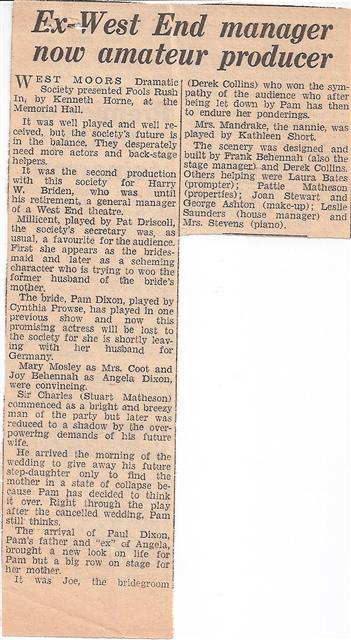 Ex-West End manager
now amateur producer
WEST MOORS Dramatic
Society presented Fools Rush
In, by Kenneth Horne, at the
Memorial Hall.
It was well played and well re-
ceived, but the society's future is
in the balance. They desperately
need more actors and back-stage
helpers.
It was the second production
with this society for Harry
W. Briden, who was until
his retirement, a general manager
of a West End theatre.
Millicent, played by Pat Driscoll,
the society's secretary was, as
usual, a favourite for the audience.
First she appears as the brides-
maid and later as a scheming
character who is trying to woo the
former husband of the bride's
mother.
The bride, Pam Dixon, played by
Cynthia Prowse, has played in one
previous show and now this
promising actress will be lost to
the society for she is shortly leav-
ing with her husband for
Germany.
Mary Mosley as Mrs. Coot and
Joy Behennah as Angela Dixon,
were convincing.
Sir Charles (Stuart Matheson)
commenced as a bright and breezy
man of the party but later was
reduced to a shadow by the over-
powering demands of his future
wife.
He arrived the morning of the
wedding to give away his future
step-daughter only to find the
mother in a state of collapse be-
cause Pam has decided to think
it over. Right through the play
after the cancelled wedding, Pam
still thinks.
The arrival of Paul Dixon,
Pam's father and "ex" of Angela,
brought a new look on life for
Pam but a big row on stage for
her mother.
It was Joe, the bridegroom
(Derek Collins) who won the sym-
pathy of the audience who after
being let down by Pam has then
to endure her ponderings.
Mrs. Mandrake, the nannie, was
played by Kathleen Short.
The scenery was designed and
built by Frank Behennah (also the
stage manager) and Derek Collins.
Others helping were Laura Bates
(prompter); Pattie Matheson
(properties); Joan Stewart and
George Ashton (make-up); Leslie
Saunders (house manager) and
Mrs. Stevens (piano).